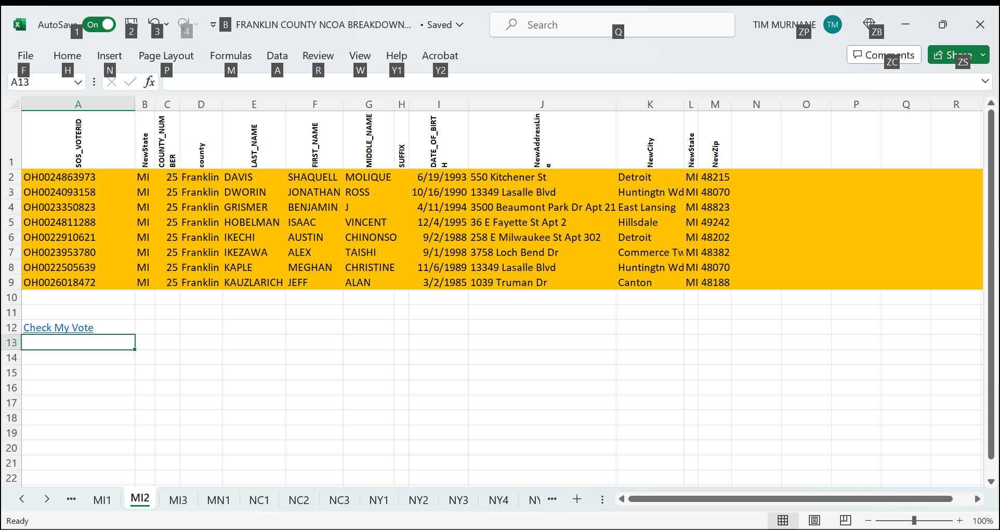 AutoSave On FRANKLIN COUNTY NCOA BREAKDOWN... • Saved Search TIM MURNANE TM
1 2 3 4 B Q ZP ZB
File Home Insert Page Layout Formulas Data Review View Help Acrobat Comments Share
F H N P M A R W Y1 Y2 ZC ZS
A13 fx
A B C D E F G H I J K L M N O P Q R
1 SOS_VOTERID NewState COUNTY_NUMBER county LAST_NAME FIRST_NAME MIDDLE_NAME SUFFIX DATE_OF_BIRTH NewAddressLine NewCity NewState NewZip
2 OH0024863973 MI 25 Franklin DAVIS SHAQUELL MOLIQUE 6/19/1993 550 Kitchener St Detroit MI 48215
3 OH0024093158 MI 25 Franklin DWORIN JONATHAN ROSS 10/16/1990 13349 Lasalle Blvd Huntingtn Wd MI 48070
4 OH0023350823 MI 25 Franklin GRISMER BENJAMIN J 4/11/1994 3500 Beaumont Park Dr Apt 21 East Lansing MI 48823
5 OH0024811288 MI 25 Franklin HOBELMAN ISAAC VINCENT 12/4/1995 36 E Fayette St Apt 2 Hillsdale MI 49242
6 OH0022910621 MI 25 Franklin IKECHI AUSTIN CHINONSO 9/2/1988 258 E Milwaukee St Apt 302 Detroit MI 48202
7 OH0023953780 MI 25 Franklin IKEZAWA ALEX TAISHI 9/1/1998 3758 Loch Bend Dr Commerce Tw MI 48382
8 OH0022505639 MI 25 Franklin KAPLE MEGHAN CHRISTINE 11/6/1989 13349 Lasalle Blvd Huntingtn Wd MI 48070
9 OH0026018472 MI 25 Franklin KAUZLARICH JEFF ALAN 3/2/1985 1039 Truman Dr Canton MI 48188
10
11
12 Check My Vote
13
14
15
16
17
18
19
20
21
22
MI1 MI2 MI3 MN1 NC1 NC2 NC3 NY1 NY2 NY3 NY4 NY
Ready 100%